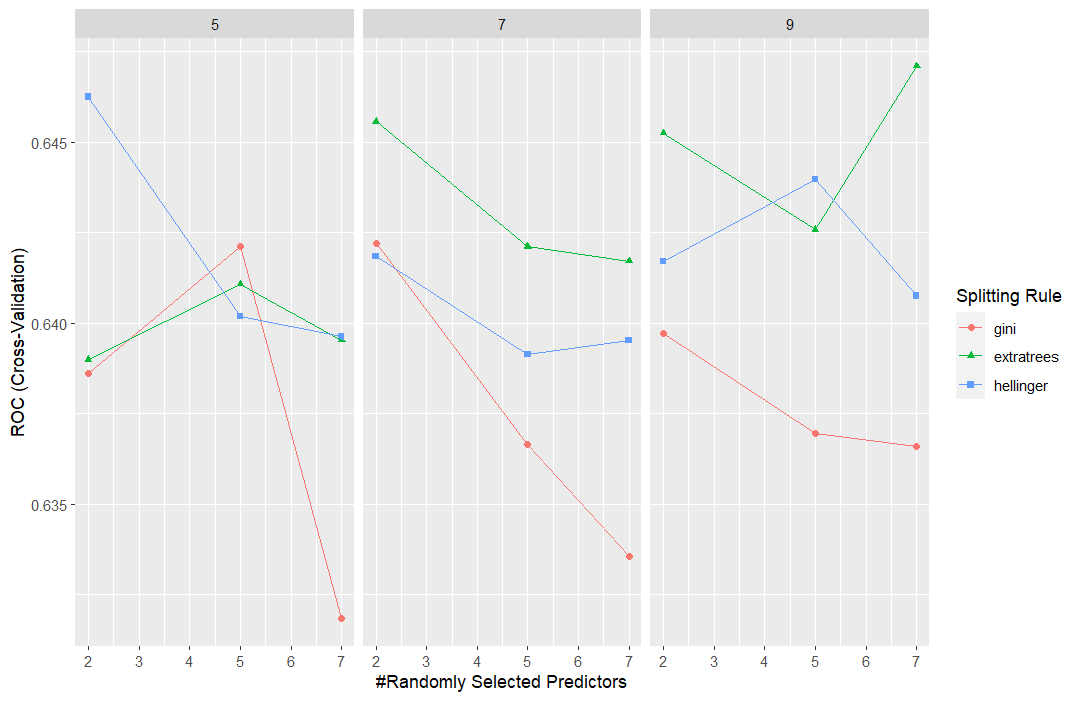 5 7 9
ROC (Cross-Validation)
0.645
0.640
0.635
2 3 4 5 6 7 2 3 4 5 6 7 2 3 4 5 6 7
#Randomly Selected Predictors
Splitting Rule
gini
extratrees
hellinger